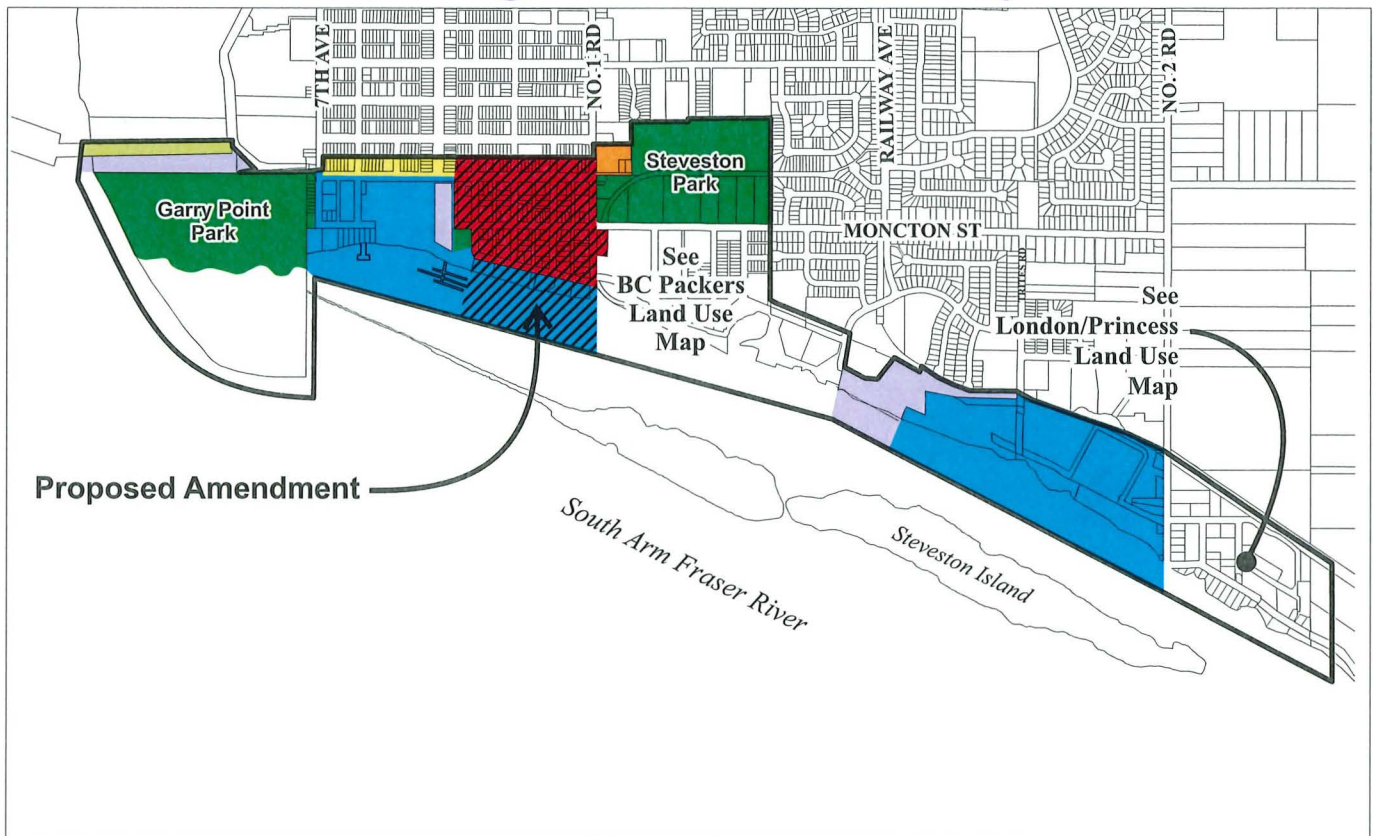 7TH AVE
NO. 1 RD
RAILWAY AVE
NO. 2 RD
Steveston
Park
Garry Point
Park
MONCTON ST
See
BC Packers
Land Use
Map
See
London/Princess
Land Use
Map
Proposed Amendment
South Arm Fraser River
Steveston Island